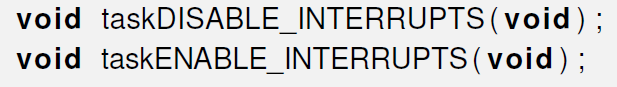 void taskDISABLE_INTERRUPTS(void);
void taskENABLE_INTERRUPTS(void);